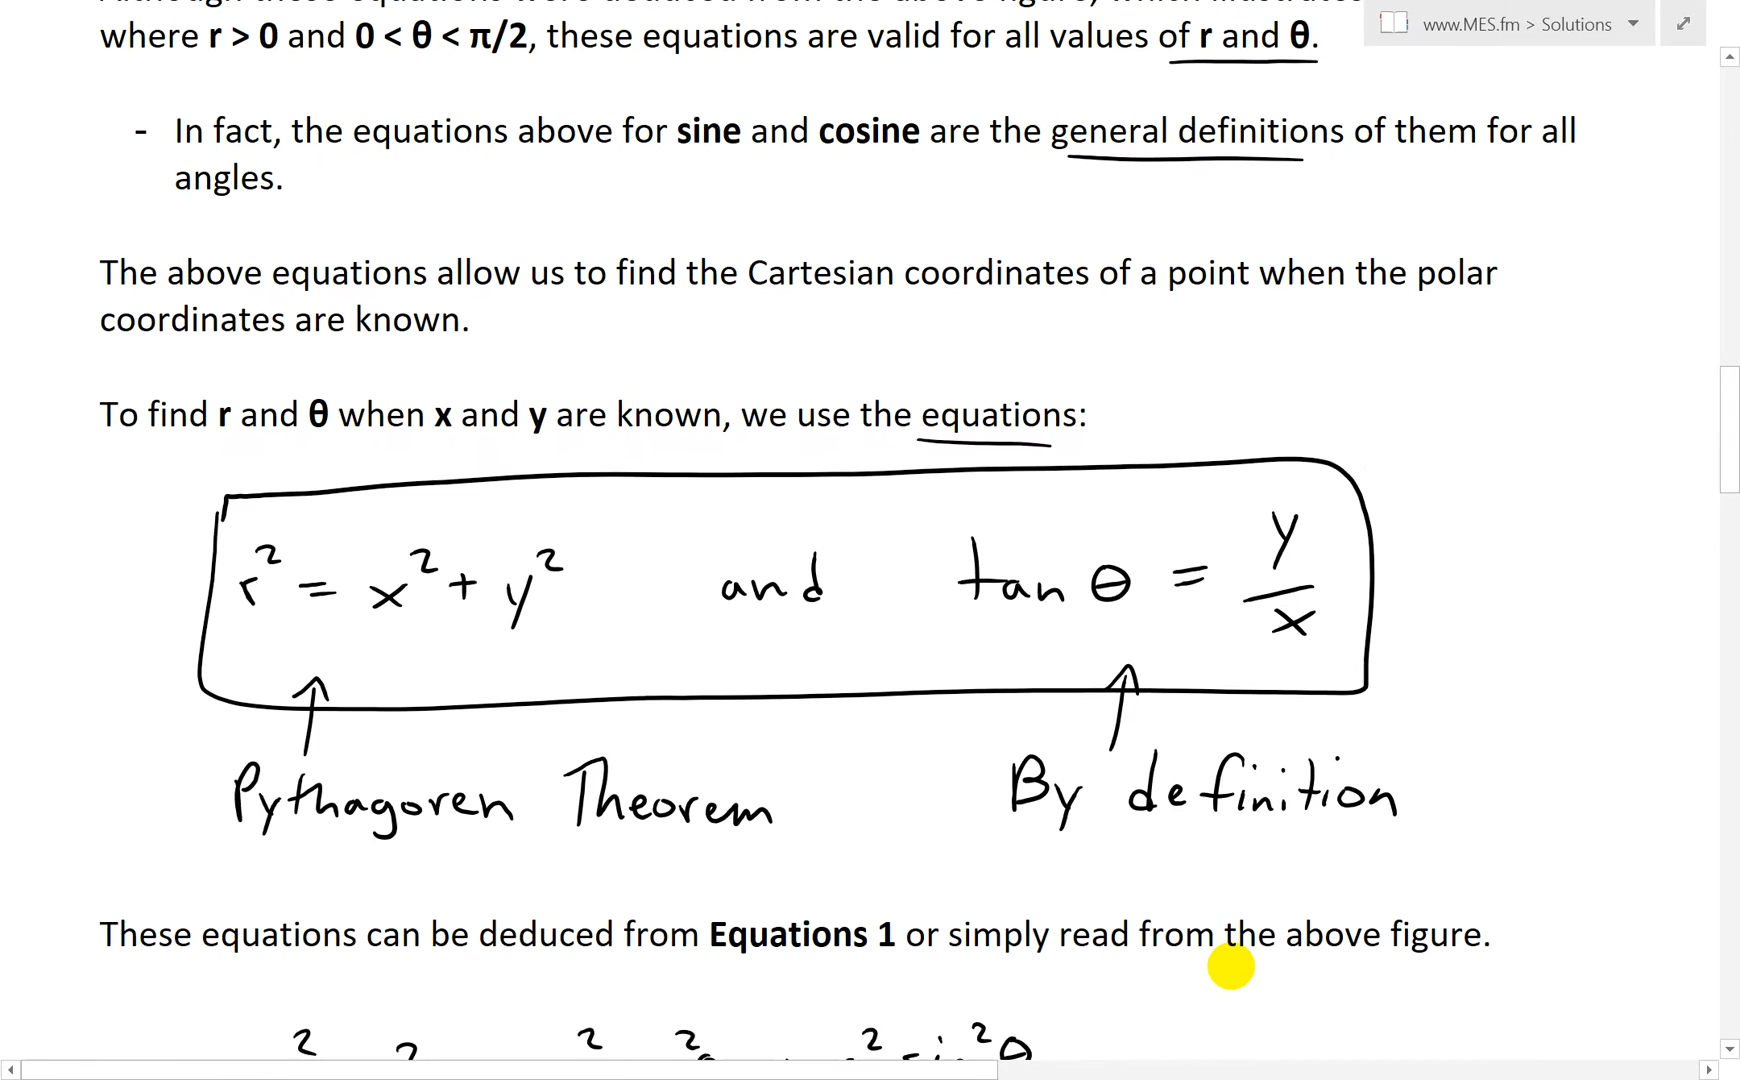 where r > 0 and 0 < θ < π/2, these equations are valid for all values of r and θ.
www.MES.fm > Solutions
- In fact, the equations above for sine and cosine are the general definitions of them for all
angles.
The above equations allow us to find the Cartesian coordinates of a point when the polar
coordinates are known.
To find r and θ when x and y are known, we use the equations:
r² = x² + y² and tan θ = y/x
Pythagoren Theorem By definition
These equations can be deduced from Equations 1 or simply read from the above figure.